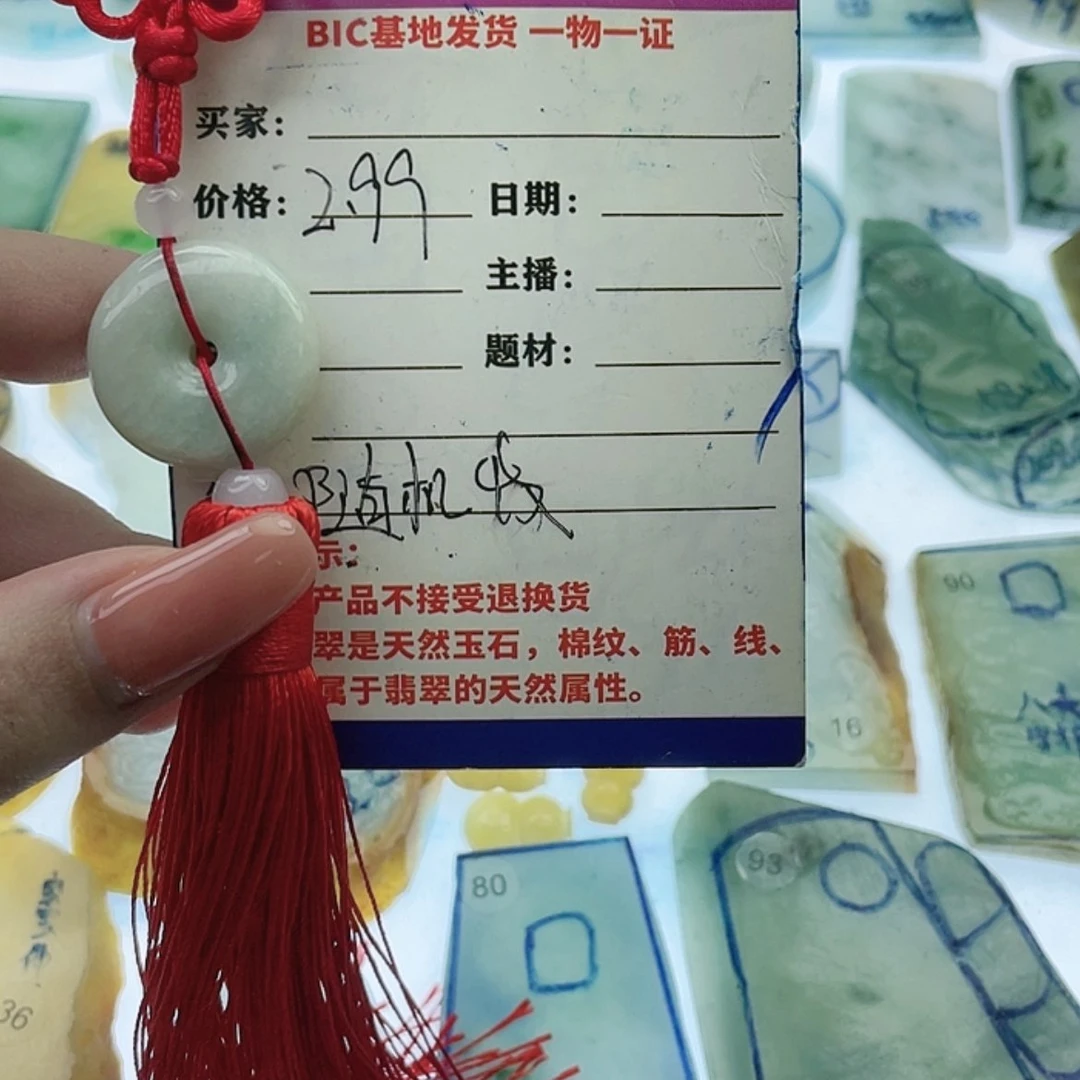 BIC基地发货 一物一证
买家：
价格：2.99 日期：
主播：
题材：
随机发
示：
产品不接受退换货
翠是天然玉石，棉纹、筋、线、
属于翡翠的天然属性。
90
16
80
93
36